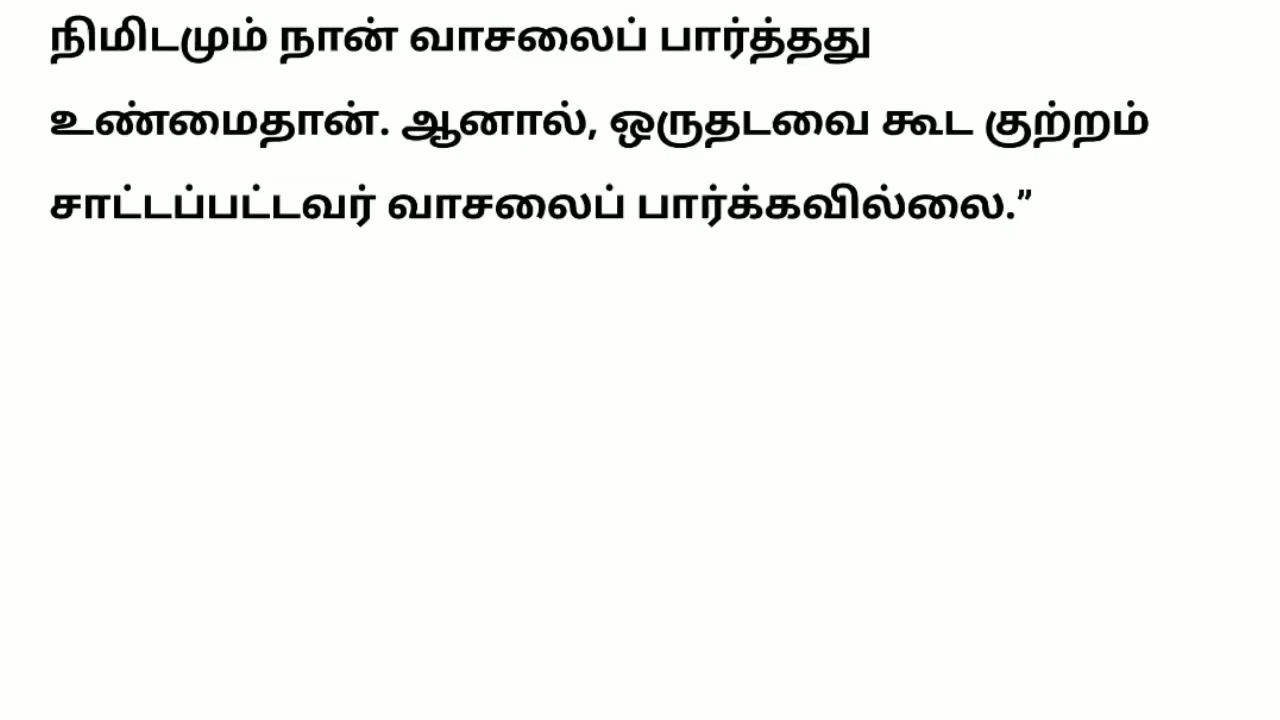 நிமிடமும் நான் வாசலைப் பார்த்தது
உண்மைதான். ஆனால், ஒருதடவை கூட குற்றம்
சாட்டப்பட்டவர் வாசலைப் பார்க்கவில்லை.”